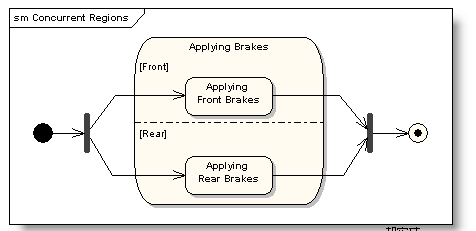 sm Concurrent Regions
Applying Brakes
[Front]
Applying
Front Brakes
[Rear]
Applying
Rear Brakes